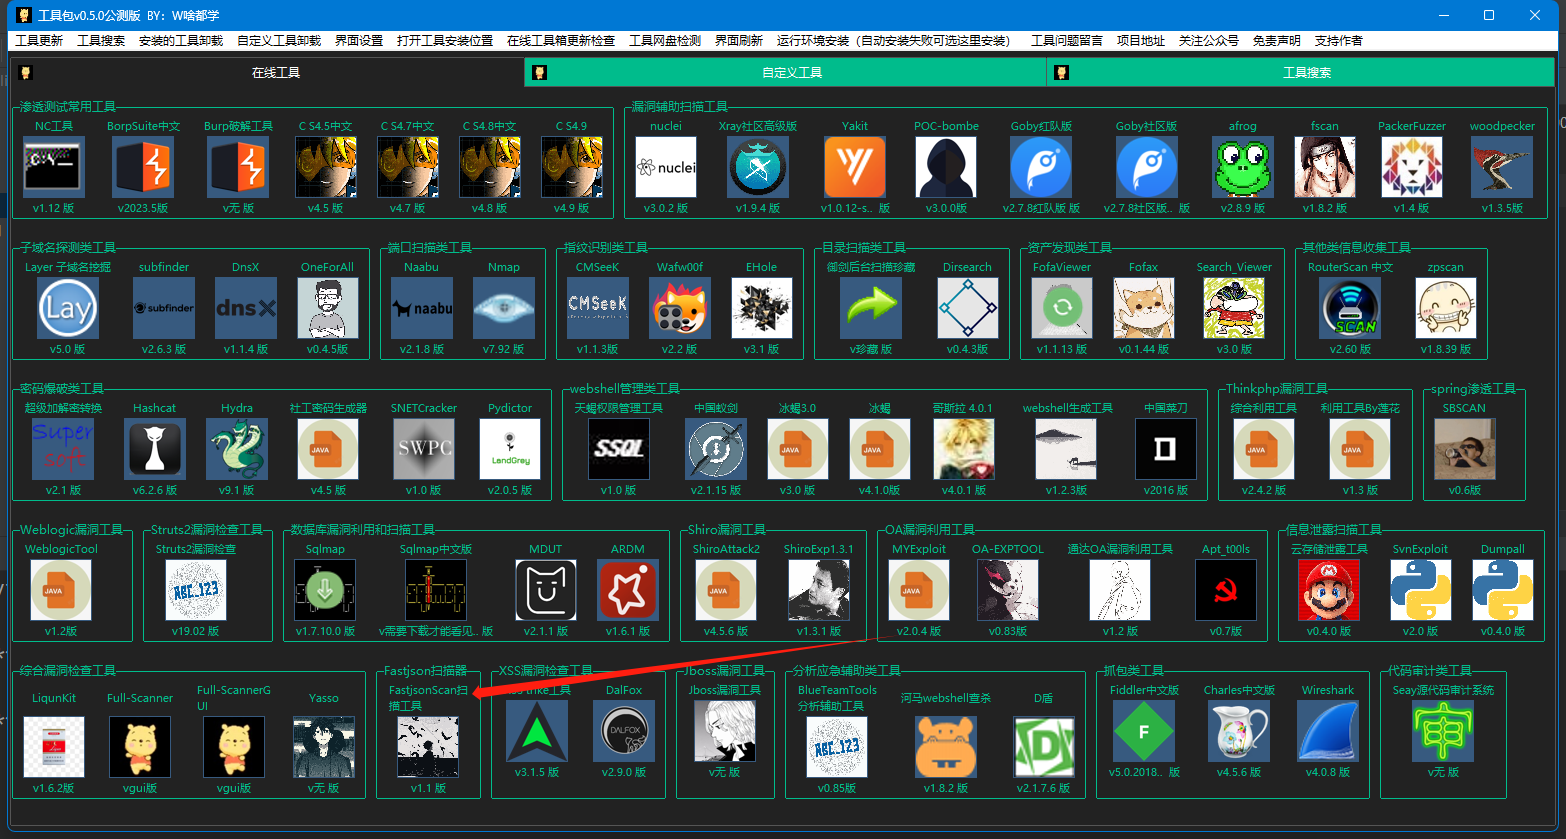 工具包v0.5.0公测版 BY：W啥都学
工具更新 工具搜索 安装的工具卸载 自定义工具卸载 界面设置 打开工具安装位置 在线工具箱更新检查 工具网盘检测 界面刷新 运行环境安装（自动安装失败可选这里安装） 工具问题留言 项目地址 关注公众号 免责声明 支持作者
在线工具 自定义工具 工具搜索
渗透测试常用工具 漏洞辅助扫描工具
NC工具 BorpSuite中文 Burp破解工具 C S4.5中文 C S4.7中文 C S4.8中文 C S4.9 nuclei Xray社区高级版 Yakit POC-bombe Goby红队版 Goby社区版 afrog fscan PackerFuzzer woodpecker
nuclei
v1.12 版 v2023.5版 v无 版 v4.5 版 v4.7 版 v4.8 版 v4.9 版 v3.0.2 版 v1.9.4 版 v1.0.12-s.. 版 v3.0.0版 v2.7.8红队版 版 v2.7.8社区版.. 版 v2.8.9 版 v1.8.2 版 v1.4 版 v1.3.5版
子域名探测类工具 端口扫描类工具 指纹识别类工具 目录扫描类工具 资产发现类工具 其他类信息收集工具
Layer 子域名挖掘 subfinder DnsX OneForAll Naabu Nmap CMSeeK Wafw00f EHole 御剑后台扫描珍藏 Dirsearch FofaViewer Fofax Search_Viewer RouterScan 中文 zpscan
Lay subfinder dnsX naabu CMSeeK SCAN
v5.0 版 v2.6.3 版 v1.1.4 版 v0.4.5版 v2.1.8 版 v7.92 版 v1.1.3版 v2.2 版 v3.1 版 v珍藏 版 v0.4.3版 v1.1.13 版 v0.1.44 版 v3.0 版 v2.60 版 v1.8.39 版
密码爆破类工具 webshell管理类工具 Thinkphp漏洞工具 spring渗透工具
超级加解密转换 Hashcat Hydra 社工密码生成器 SNETCracker Pydictor 天蝎权限管理工具 中国蚁剑 冰蝎3.0 冰蝎 哥斯拉 4.0.1 webshell生成工具 中国菜刀 综合利用工具 利用工具By莲花 SBSCAN
Super soft JAVA SWPC LandGrey SSQL JAVA JAVA JAVA JAVA
v2.1 版 v6.2.6 版 v9.1 版 v4.5 版 v1.0 版 v2.0.5 版 v1.0 版 v2.1.15 版 v3.0 版 v4.1.0版 v4.0.1 版 v1.2.3版 v2016 版 v2.4.2 版 v1.3 版 v0.6版
Weblogic漏洞工具 Struts2漏洞检查工具 数据库漏洞利用和扫描工具 Shiro漏洞工具 OA漏洞利用工具 信息泄露扫描工具
WeblogicTool Struts2漏洞检查 Sqlmap Sqlmap中文版 MDUT ARDM ShiroAttack2 ShiroExp1.3.1 MYExploit OA-EXPTOOL 通达OA漏洞利用工具 Apt_t00ls 云存储泄露工具 SvnExploit Dumpall
JAVA ABC_123 JAVA JAVA
v1.2版 v19.02 版 v1.7.10.0 版 v需要下载才能看见.. 版 v2.1.1 版 v1.6.1 版 v4.5.6 版 v1.3.1 版 v2.0.4 版 v0.83版 v1.2 版 v0.7版 v0.4.0 版 v2.0 版 v0.4.0 版
综合漏洞检查工具 Fastjson扫描器 XSS漏洞检查工具 Jboss漏洞工具 分析应急辅助类工具 抓包类工具 代码审计类工具
LiqunKit Full-Scanner Full-ScannerG
UI Yasso FastjsonScan扫
描工具 工具 DalFox Jboss漏洞工具 BlueTeamTools
分析辅助工具 河马webshell查杀 D盾 Fiddler中文版 Charles中文版 Wireshark Seay源代码审计系统
DALFOX ABC_123 D F 审
v1.6.2版 vgui版 vgui版 v无 版 v1.1 版 v3.1.5 版 v2.9.0 版 v无 版 v0.85版 v1.8.2 版 v2.1.7.6 版 v5.0.2018.. 版 v4.5.6 版 v4.0.8 版 v无 版